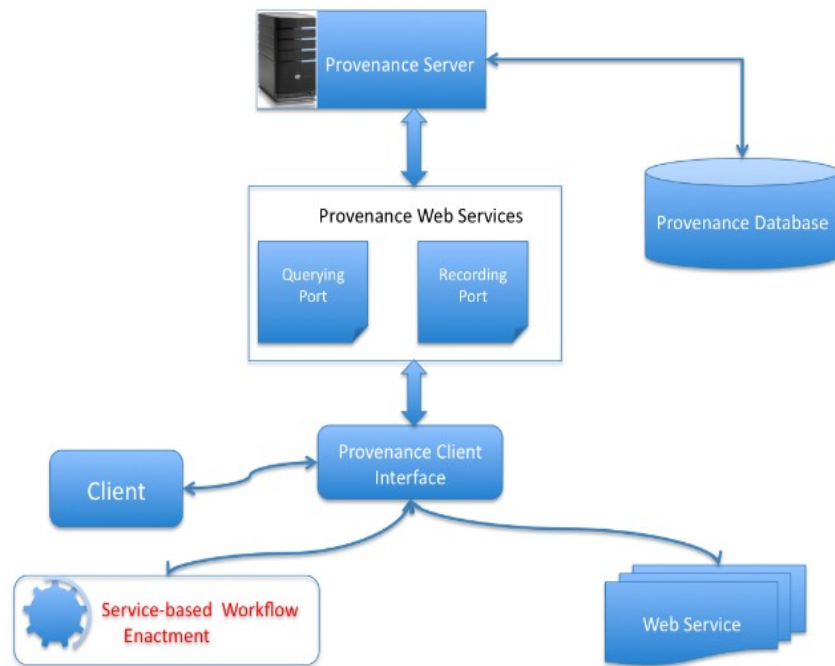 Provenance Server
Provenance Database
Provenance Web Services
Querying
Port
Recording
Port
Provenance Client
Interface
Client
Service-based Workflow
Enactment
Web Service